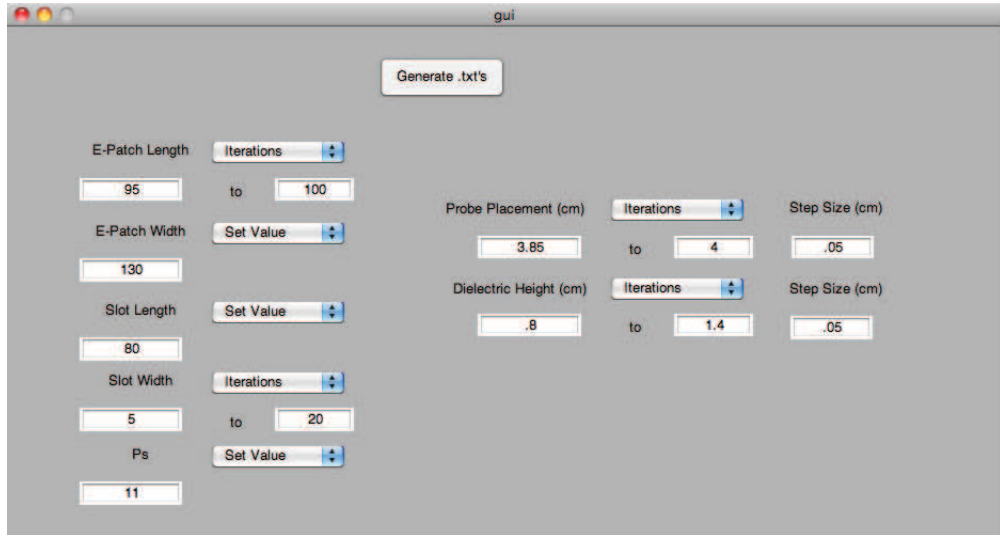 gui
Generate .txt's
E-Patch Length Iterations
95 to 100
E-Patch Width Set Value
130
Slot Length Set Value
80
Slot Width Iterations
5 to 20
Ps Set Value
11
Probe Placement (cm) Iterations Step Size (cm)
3.85 to 4 .05
Dielectric Height (cm) Iterations Step Size (cm)
.8 to 1.4 .05